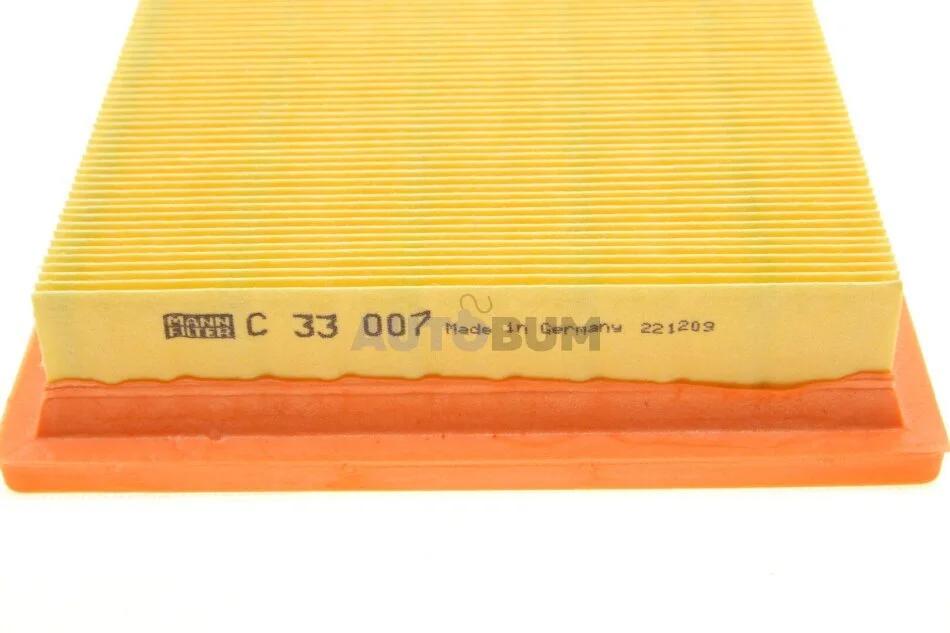 MANN FILTER C 33 007 Made in Germany 221209
AUTOBUM